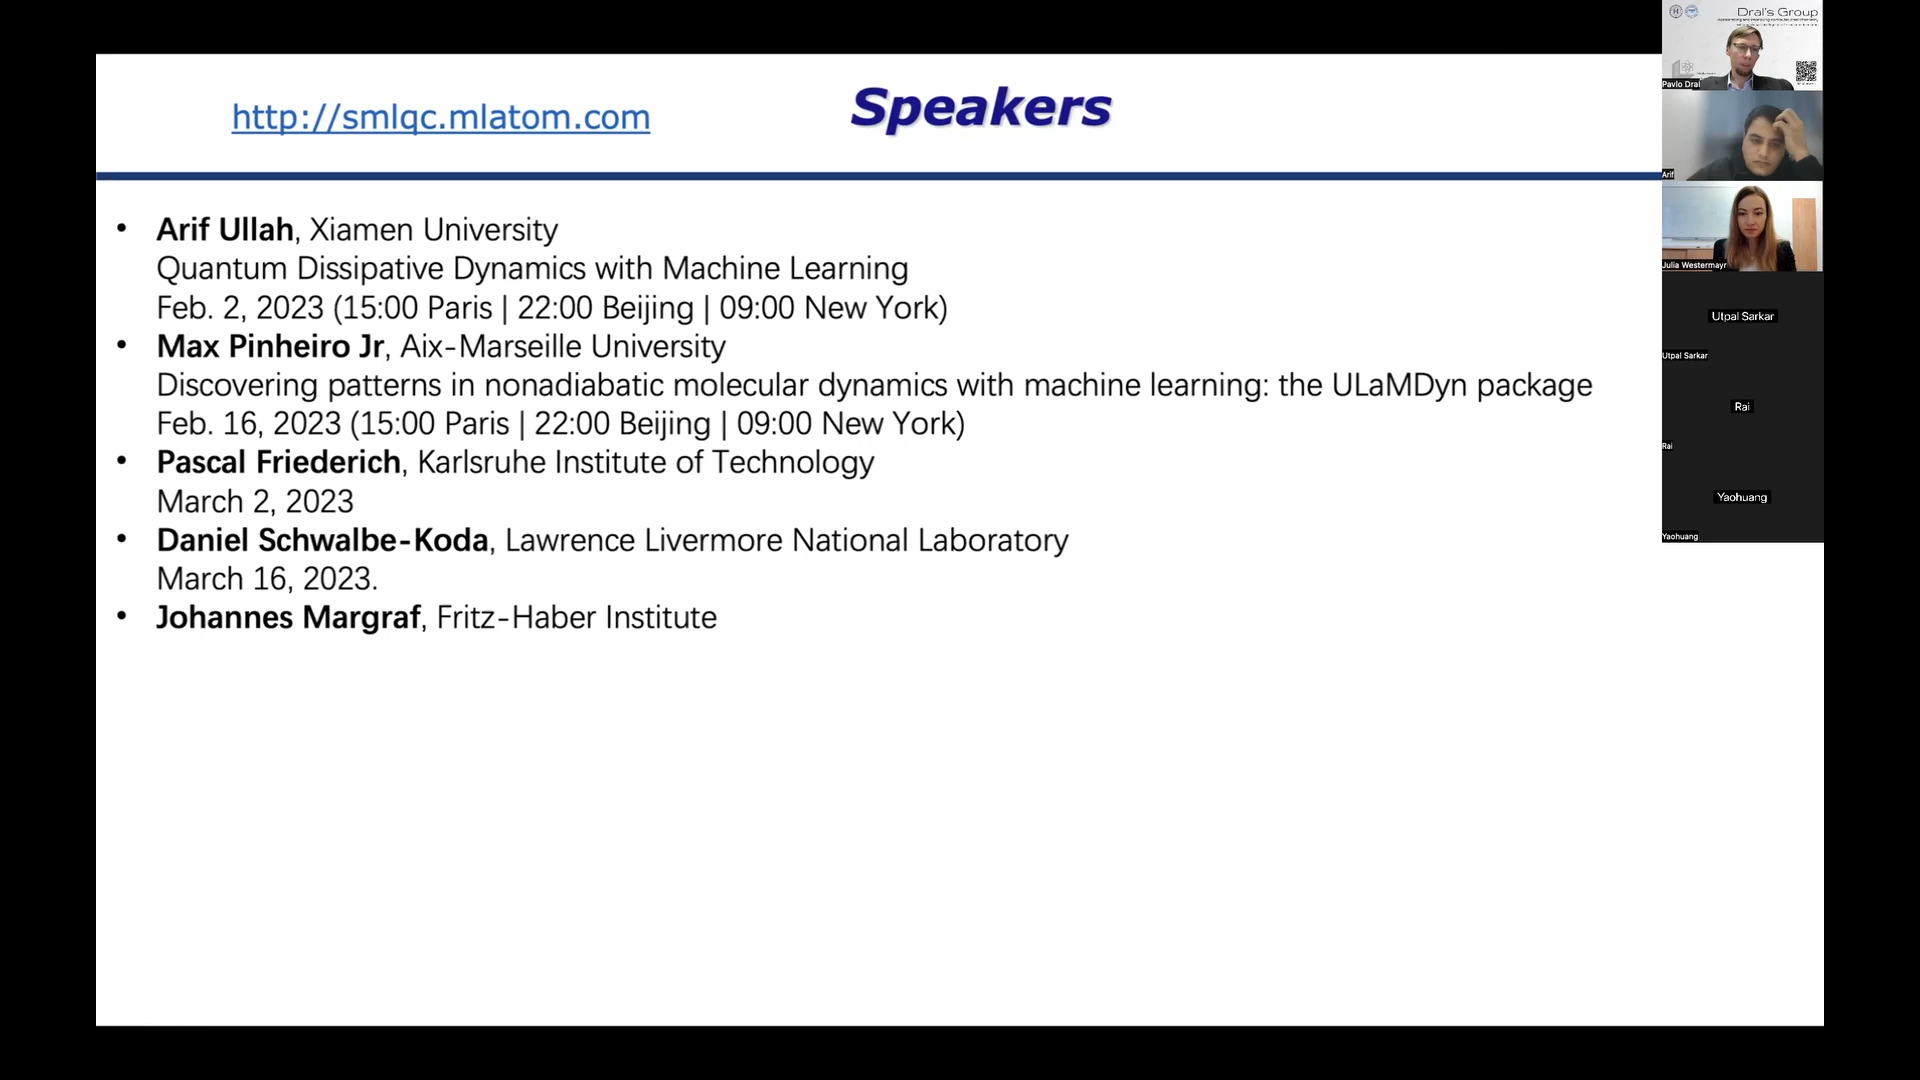 http://smlqc.mlatom.com
Speakers
• Arif Ullah, Xiamen University
Quantum Dissipative Dynamics with Machine Learning
Feb. 2, 2023 (15:00 Paris | 22:00 Beijing | 09:00 New York)
• Max Pinheiro Jr, Aix-Marseille University
Discovering patterns in nonadiabatic molecular dynamics with machine learning: the ULaMDyn package
Feb. 16, 2023 (15:00 Paris | 22:00 Beijing | 09:00 New York)
• Pascal Friederich, Karlsruhe Institute of Technology
March 2, 2023
• Daniel Schwalbe-Koda, Lawrence Livermore National Laboratory
March 16, 2023.
• Johannes Margraf, Fritz-Haber Institute
Dral's Group
Pavlo Dral
Arif
Julia Westermayr
Utpal Sarkar
Utpal Sarkar
Rai
Rai
Yaohuang
Yaohuang